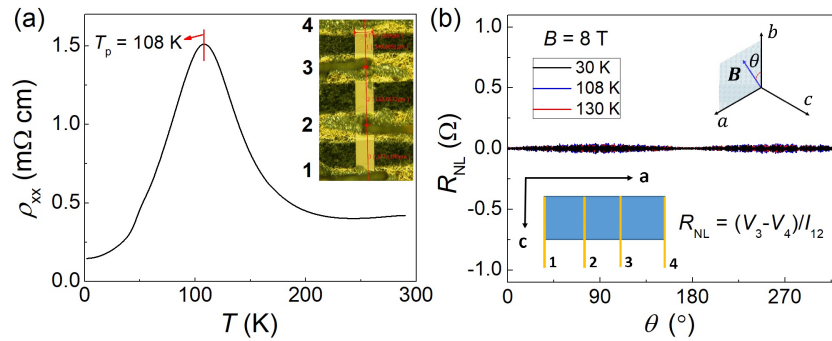 (a)
T_p = 108 K
1.5
1.0
0.5
0.0
ρ_xx (mΩ cm)
0
100
200
300
T (K)
4
3
2
1
(b)
B = 8 T
30 K
108 K
130 K
b
θ
B
a
c
1.0
0.5
0.0
-0.5
-1.0
R_NL (Ω)
a
c
1 2 3 4
R_NL = (V_3-V_4)/I_12
0
90
180
270
θ (°)